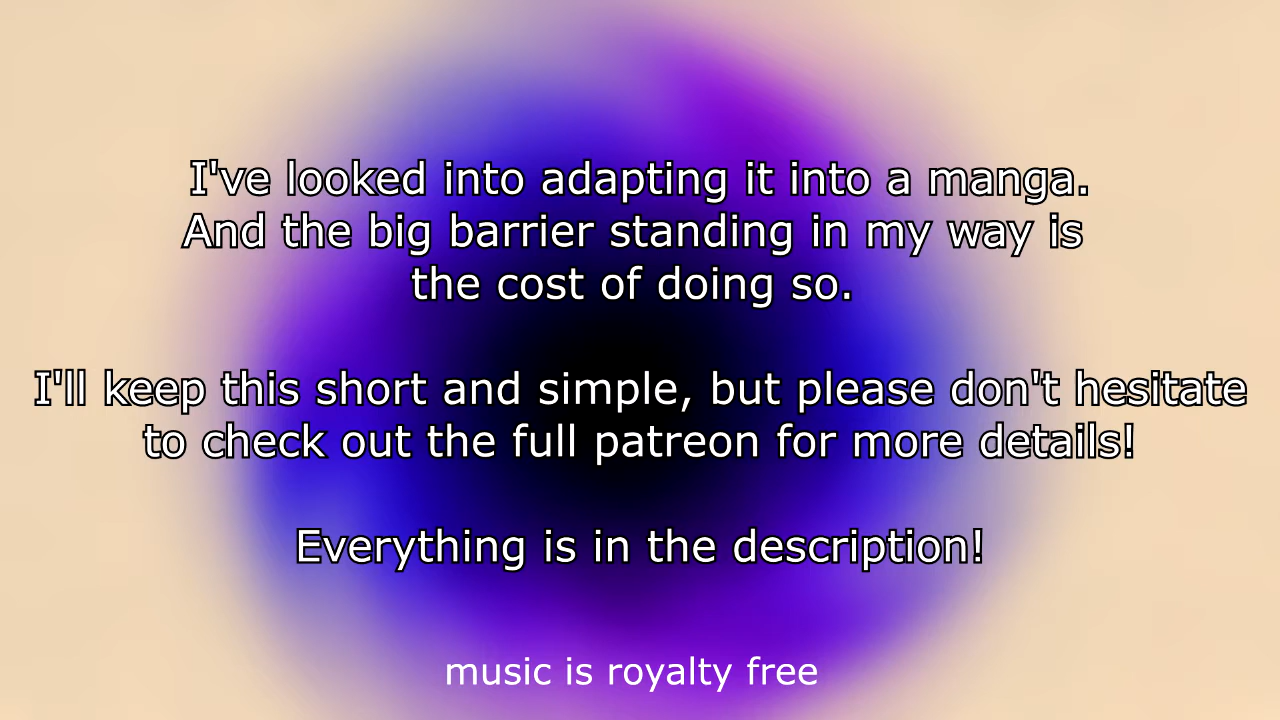 I've looked into adapting it into a manga.
And the big barrier standing in my way is
the cost of doing so.
I'll keep this short and simple, but please don't hesitate
to check out the full patreon for more details!
Everything is in the description!
music is royalty free